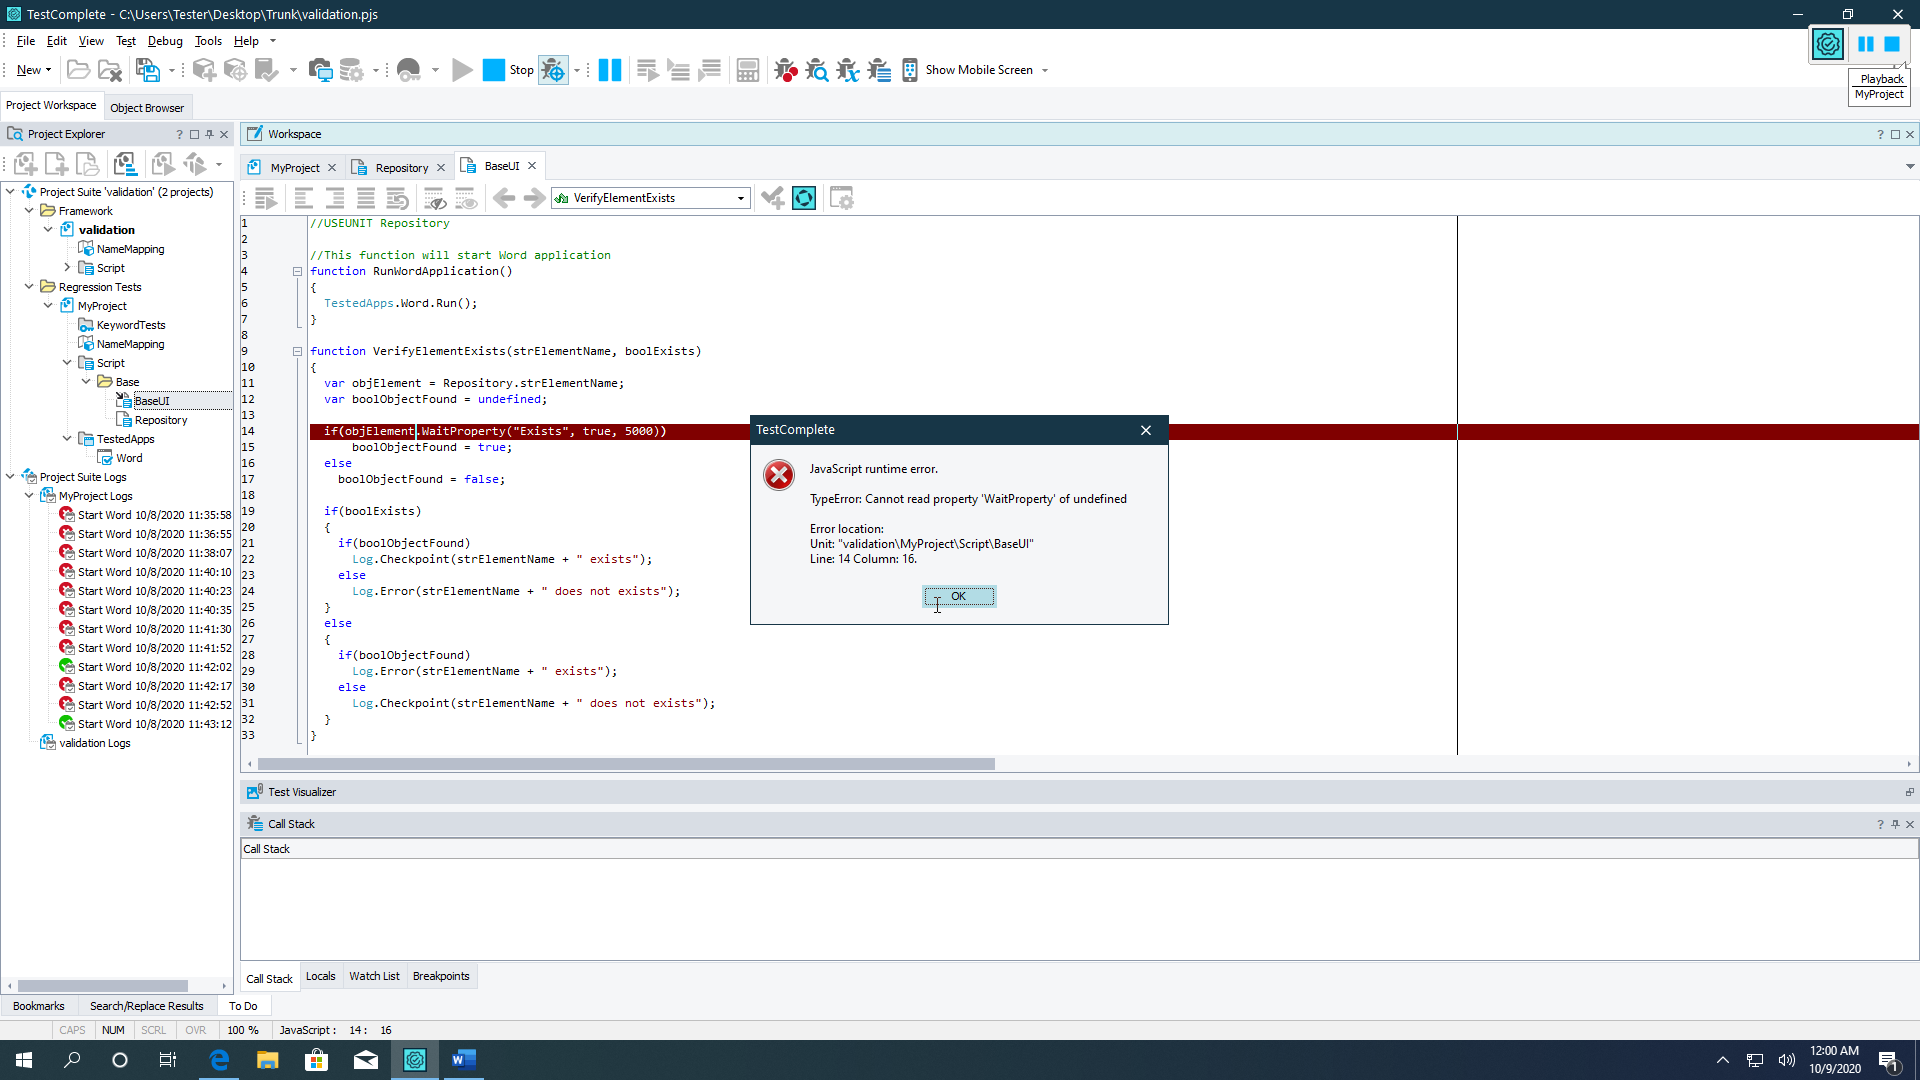 TestComplete - C:\Users\Tester\Desktop\Trunk\validation.pjs
File Edit View Test Debug Tools Help
New
Stop
Show Mobile Screen
Playback
MyProject
Project Workspace
Object Browser
Project Explorer
?
Workspace
?
MyProject
Repository
BaseUI
VerifyElementExists
Project Suite 'validation' (2 projects)
Framework
validation
NameMapping
Script
Regression Tests
MyProject
KeywordTests
NameMapping
Script
Base
BaseUI
Repository
TestedApps
Word
Project Suite Logs
MyProject Logs
Start Word 10/8/2020 11:35:58
Start Word 10/8/2020 11:36:55
Start Word 10/8/2020 11:38:07
Start Word 10/8/2020 11:40:10
Start Word 10/8/2020 11:40:23
Start Word 10/8/2020 11:40:35
Start Word 10/8/2020 11:41:30
Start Word 10/8/2020 11:41:52
Start Word 10/8/2020 11:42:02
Start Word 10/8/2020 11:42:17
Start Word 10/8/2020 11:42:52
Start Word 10/8/2020 11:43:12
validation Logs
1 //USEUNIT Repository
2
3 //This function will start Word application
4 function RunWordApplication()
5 {
6 TestedApps.Word.Run();
7 }
8
9 function VerifyElementExists(strElementName, boolExists)
10 {
11 var objElement = Repository.strElementName;
12 var boolObjectFound = undefined;
13
14 if(objElement.WaitProperty("Exists", true, 5000))
15 boolObjectFound = true;
16 else
17 boolObjectFound = false;
18
19 if(boolExists)
20 {
21 if(boolObjectFound)
22 Log.Checkpoint(strElementName + " exists");
23 else
24 Log.Error(strElementName + " does not exists");
25 }
26 else
27 {
28 if(boolObjectFound)
29 Log.Error(strElementName + " exists");
30 else
31 Log.Checkpoint(strElementName + " does not exists");
32 }
33 }
TestComplete
JavaScript runtime error.
TypeError: Cannot read property 'WaitProperty' of undefined
Error location:
Unit: "validation\MyProject\Script\BaseUI"
Line: 14 Column: 16.
OK
Test Visualizer
Call Stack
?
Call Stack
Call Stack Locals Watch List Breakpoints
Bookmarks Search/Replace Results To Do
CAPS NUM SCRL OVR 100 % JavaScript : 14 : 16
12:00 AM
10/9/2020
1